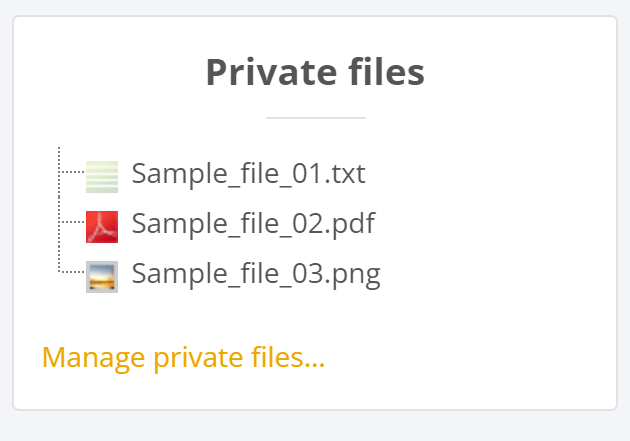 Private files
Sample_file_01.txt
Sample_file_02.pdf
Sample_file_03.png
Manage private files...